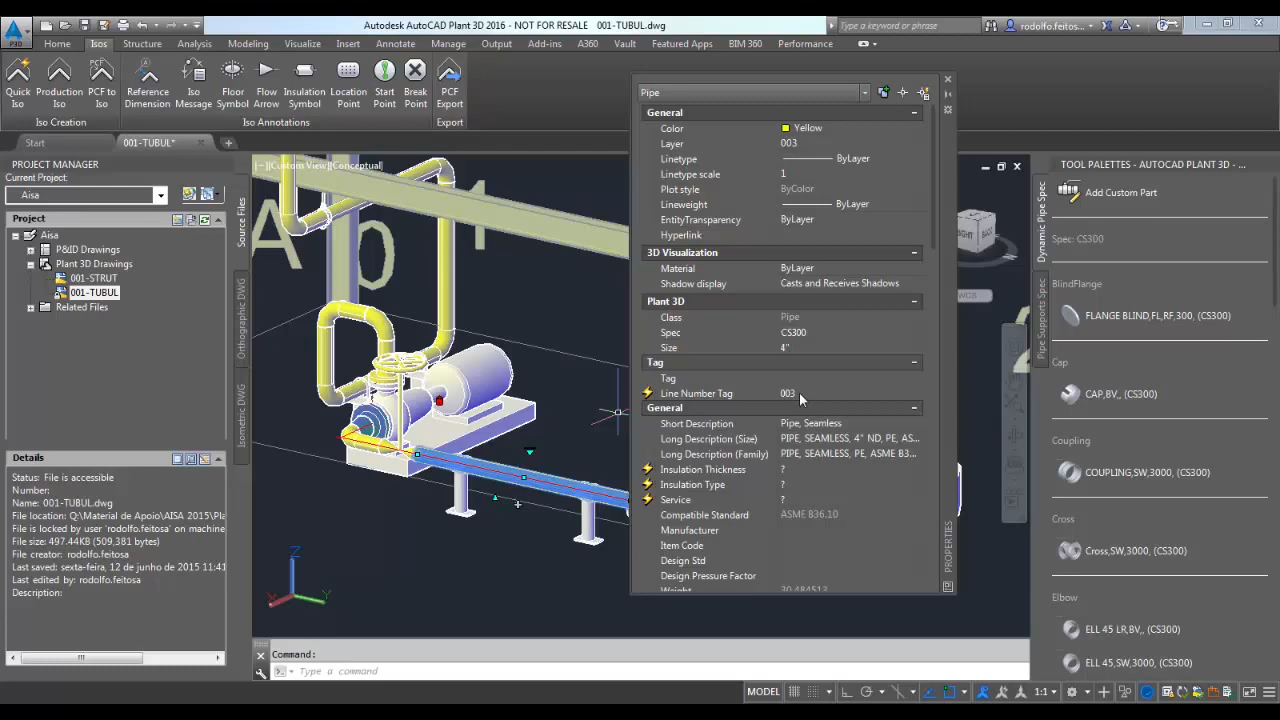 Autodesk AutoCAD Plant 3D 2016 - NOT FOR RESALE 001-TUBUL.dwg
Type a keyword or phrase
rodolfo.feitos...
P3D
Home Isos Structure Analysis Modeling Visualize Insert Annotate Manage Output Add-ins A360 Vault Featured Apps BIM 360 Performance
Quick Iso
Production Iso
PCF to Iso
Reference Dimension
Iso Message
Floor Symbol
Flow Arrow
Insulation Symbol
Location Point
Start Point
Break Point
PCF Export
Iso Creation
Iso Annotations
Export
Start
001-TUBUL*
PROJECT MANAGER
Current Project:
Aisa
Project
Aisa
P&ID Drawings
Plant 3D Drawings
001-STRUT
001-TUBUL
Related Files
Source Files
Orthographic DWG
Isometric DWG
Details
Status: File is accessible
Number:
Name: 001-TUBUL.dwg
File location: Q:\Material de Apoio\AISA 2015\Pla
File is locked by user 'rodolfo.feitosa' on machine
File size: 497.44KB (509,381 bytes)
File creator: rodolfo.feitosa
Last saved: sexta-feira, 12 de junho de 2015 11:41
Last edited by: rodolfo.feitosa
Description:
[−][Custom View][Conceptual]
Z
X
Y
Pipe
General
Color Yellow
Layer 003
Linetype ByLayer
Linetype scale 1
Plot style ByColor
Lineweight ByLayer
EntityTransparency ByLayer
Hyperlink
3D Visualization
Material ByLayer
Shadow display Casts and Receives Shadows
Plant 3D
Class Pipe
Spec CS300
Size 4"
Tag
Tag
Line Number Tag 003
General
Short Description Pipe, Seamless
Long Description (Size) PIPE, SEAMLESS, 4" ND, PE, AS...
Long Description (Family) PIPE, SEAMLESS, PE, ASME B3...
Insulation Thickness ?
Insulation Type ?
Service ?
Compatible Standard ASME B36.10
Manufacturer
Item Code
Design Std
Design Pressure Factor
Weight 30.484513
PROPERTIES
BACK
WCS
TOOL PALETTES - AUTOCAD PLANT 3D - ...
Dynamic Pipe Spec
Pipe Supports Spec
Add Custom Part
Spec: CS300
BlindFlange
FLANGE BLIND,FL,RF,300, (CS300)
Cap
CAP,BV,, (CS300)
Coupling
COUPLING,SW,3000, (CS300)
Cross
Cross,SW,3000, (CS300)
Elbow
ELL 45 LR,BV,, (CS300)
ELL 45,SW,3000, (CS300)
Command:
Type a command
MODEL
1:1